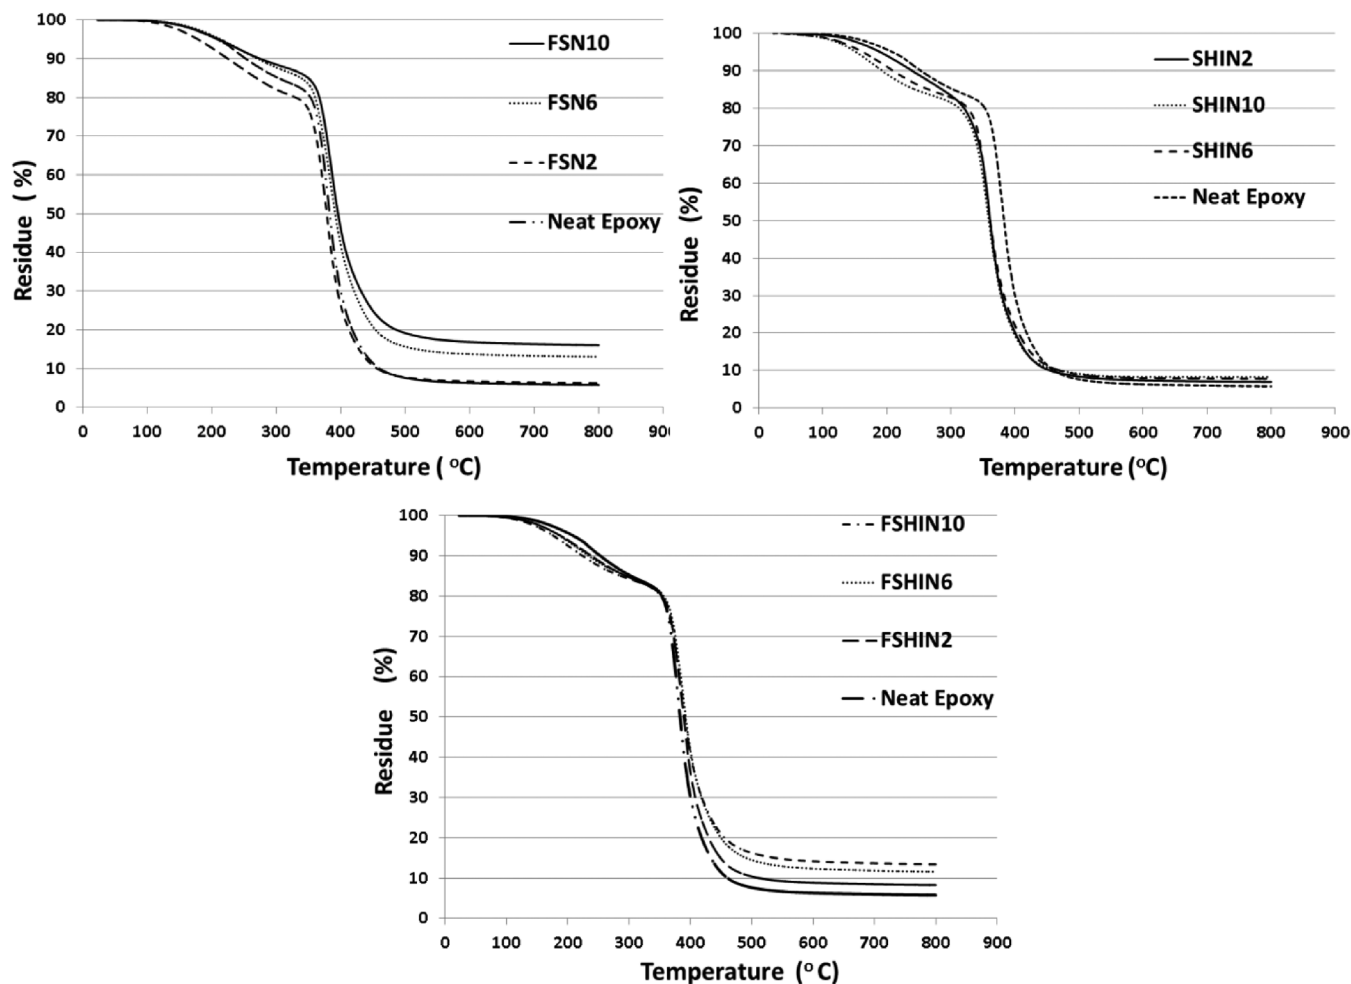 100
90
80
70
60
50
40
30
20
10
0
Residue ( %)
0 100 200 300 400 500 600 700 800 900
Temperature ( °C)
FSN10
FSN6
FSN2
Neat Epoxy
100
90
80
70
60
50
40
30
20
10
0
Residue (%)
0 100 200 300 400 500 600 700 800 900
Temperature (°C)
SHIN2
SHIN10
SHIN6
Neat Epoxy
100
90
80
70
60
50
40
30
20
10
0
Residue (%)
0 100 200 300 400 500 600 700 800 900
Temperature (° C)
FSHIN10
FSHIN6
FSHIN2
Neat Epoxy